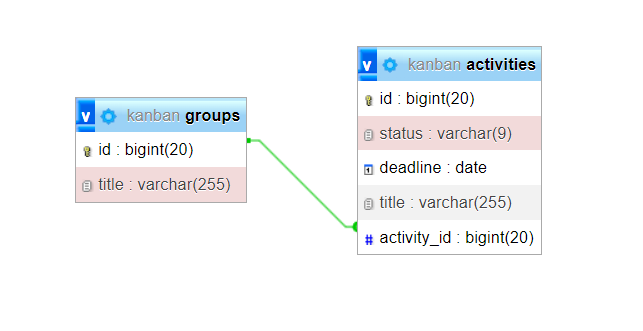 v kanban groups
id : bigint(20)
title : varchar(255)
v kanban activities
id : bigint(20)
status : varchar(9)
deadline : date
title : varchar(255)
# activity_id : bigint(20)